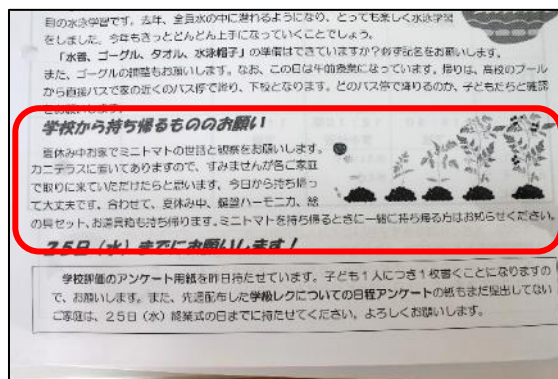 目の水泳学習です。去年、全員水の中に潜れるようになり、とっても楽しく水泳学習
をしました。今年もきっとどんどん上手になっていくことでしょう。
「水着、ゴーグル、タオル、水泳帽子」の準備はできていますか？必ず記名をお願いします。
また、ゴーグルの調整もお願いします。なお、この日は午前授業になっています。帰りは、高校のプール
から直接バスで家の近くのバス停で降り、下校となります。どのバス停で降りるのか、子どもたちと確認
をお願いします。
学校から持ち帰るもののお願い
夏休み中お家でミニトマトの世話と観察をお願いします。
カニテラスに置いてありますので、すみませんが各ご家庭
で取りに来ていただけたらと思います。今日から持ち帰っ
て大丈夫です。合わせて、夏休み中、鍵盤ハーモニカ、絵
の具セット、お道具箱も持ち帰ります。ミニトマトを持ち帰るときに一緒に持ち帰る方はお知らせください。
25日（水）までにお願いします！
学校評価のアンケート用紙を昨日持たせています。子ども1人につき1枚書くことになりますの
で、お願いします。また、先週配布した学級レクについての日程アンケートの紙もまだ提出してない
ご家庭は、25日（水）終業式の日までに持たせてください。よろしくお願いします。